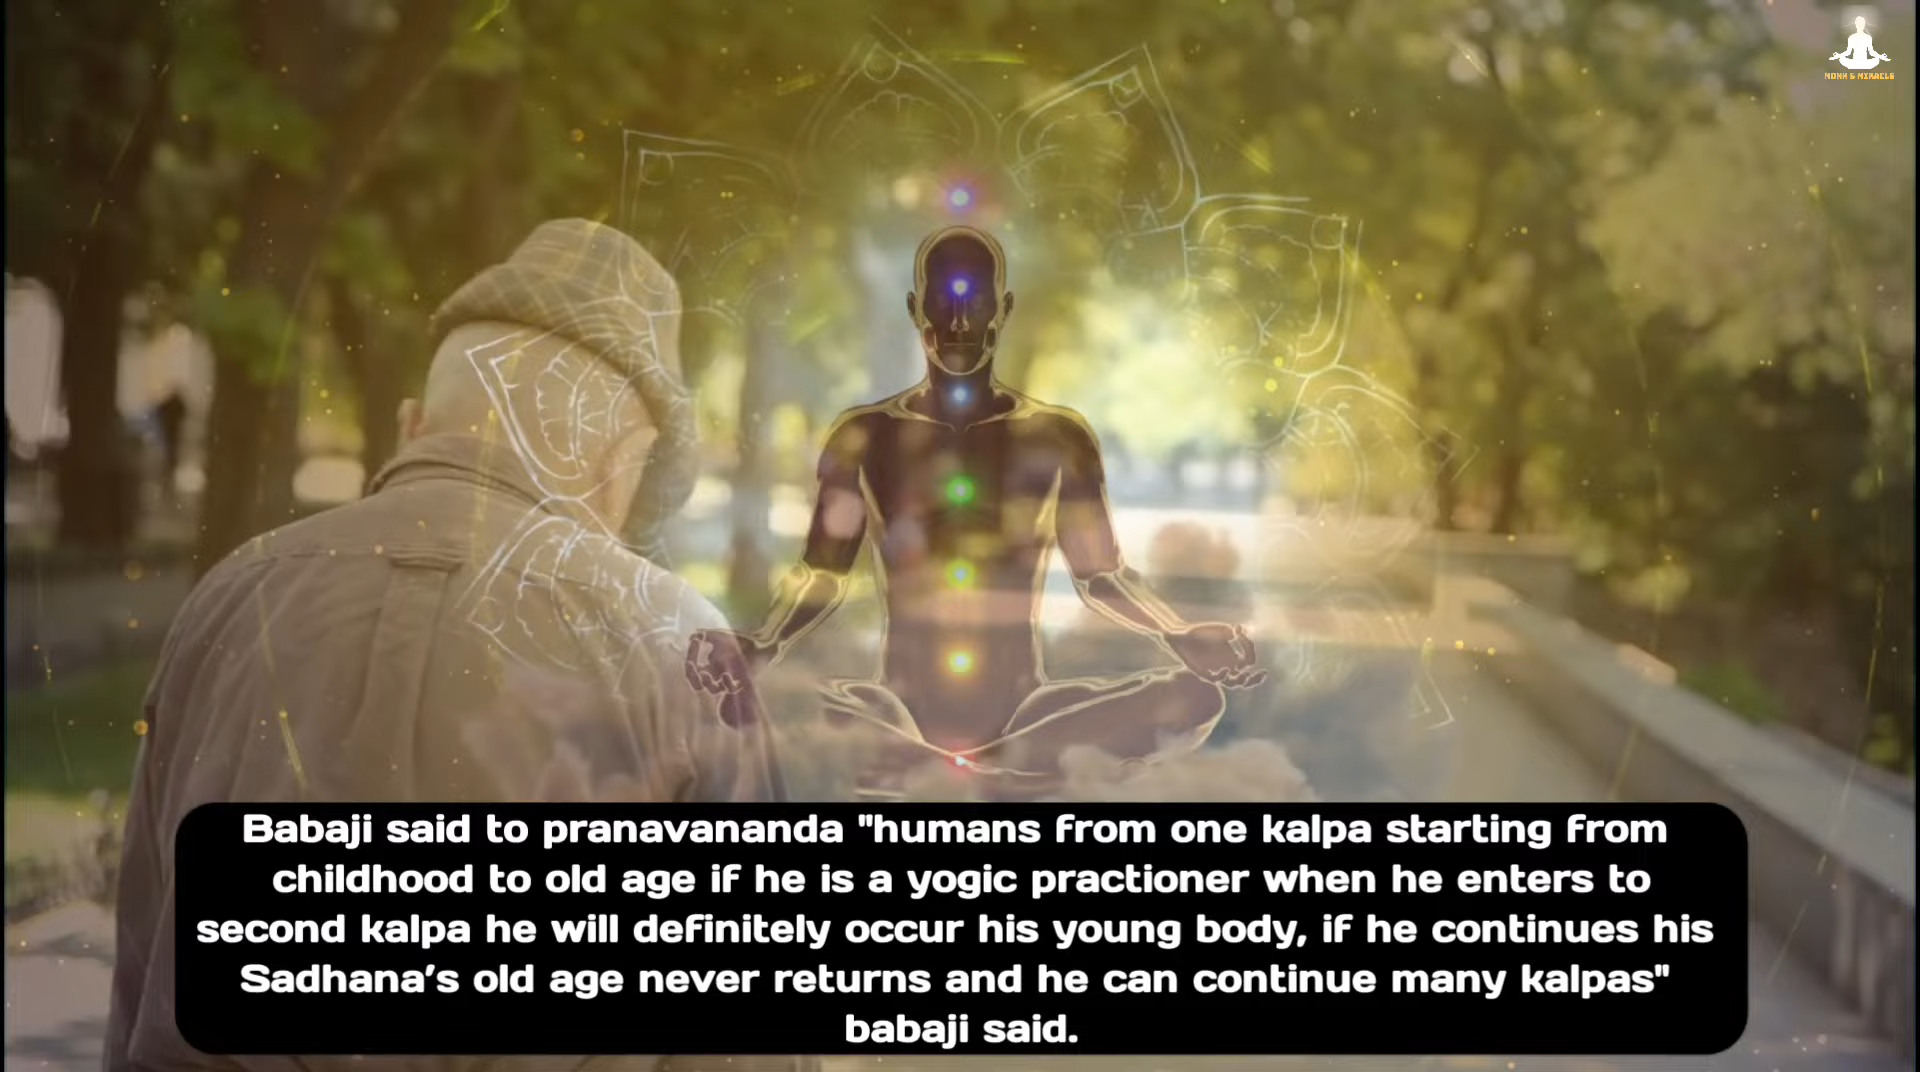 MONK & MIRACLE
Babaji said to pranavananda "humans from one kalpa starting from
childhood to old age if he is a yogic practioner when he enters to
second kalpa he will definitely occur his young body, if he continues his
Sadhana’s old age never returns and he can continue many kalpas"
babaji said.